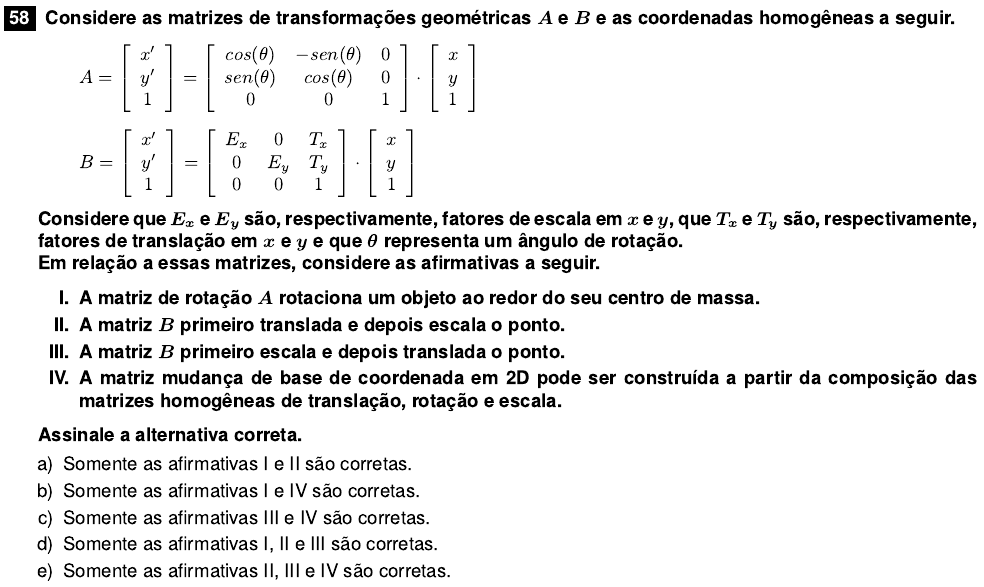 58 Considere as matrizes de transformações geométricas A e B e as coordenadas homogêneas a seguir.
A = [ x′ y′ 1 ] = [ cos(θ) −sen(θ) 0 sen(θ) cos(θ) 0 0 0 1 ] · [ x y 1 ]
B = [ x′ y′ 1 ] = [ Eₓ 0 Tₓ 0 E_y T_y 0 0 1 ] · [ x y 1 ]
Considere que Eₓ e E_y são, respectivamente, fatores de escala em x e y, que Tₓ e T_y são, respectivamente,
fatores de translação em x e y e que θ representa um ângulo de rotação.
Em relação a essas matrizes, considere as afirmativas a seguir.
I. A matriz de rotação A rotaciona um objeto ao redor do seu centro de massa.
II. A matriz B primeiro translada e depois escala o ponto.
III. A matriz B primeiro escala e depois translada o ponto.
IV. A matriz mudança de base de coordenada em 2D pode ser construída a partir da composição das
matrizes homogêneas de translação, rotação e escala.
Assinale a alternativa correta.
a) Somente as afirmativas I e II são corretas.
b) Somente as afirmativas I e IV são corretas.
c) Somente as afirmativas III e IV são corretas.
d) Somente as afirmativas I, II e III são corretas.
e) Somente as afirmativas II, III e IV são corretas.